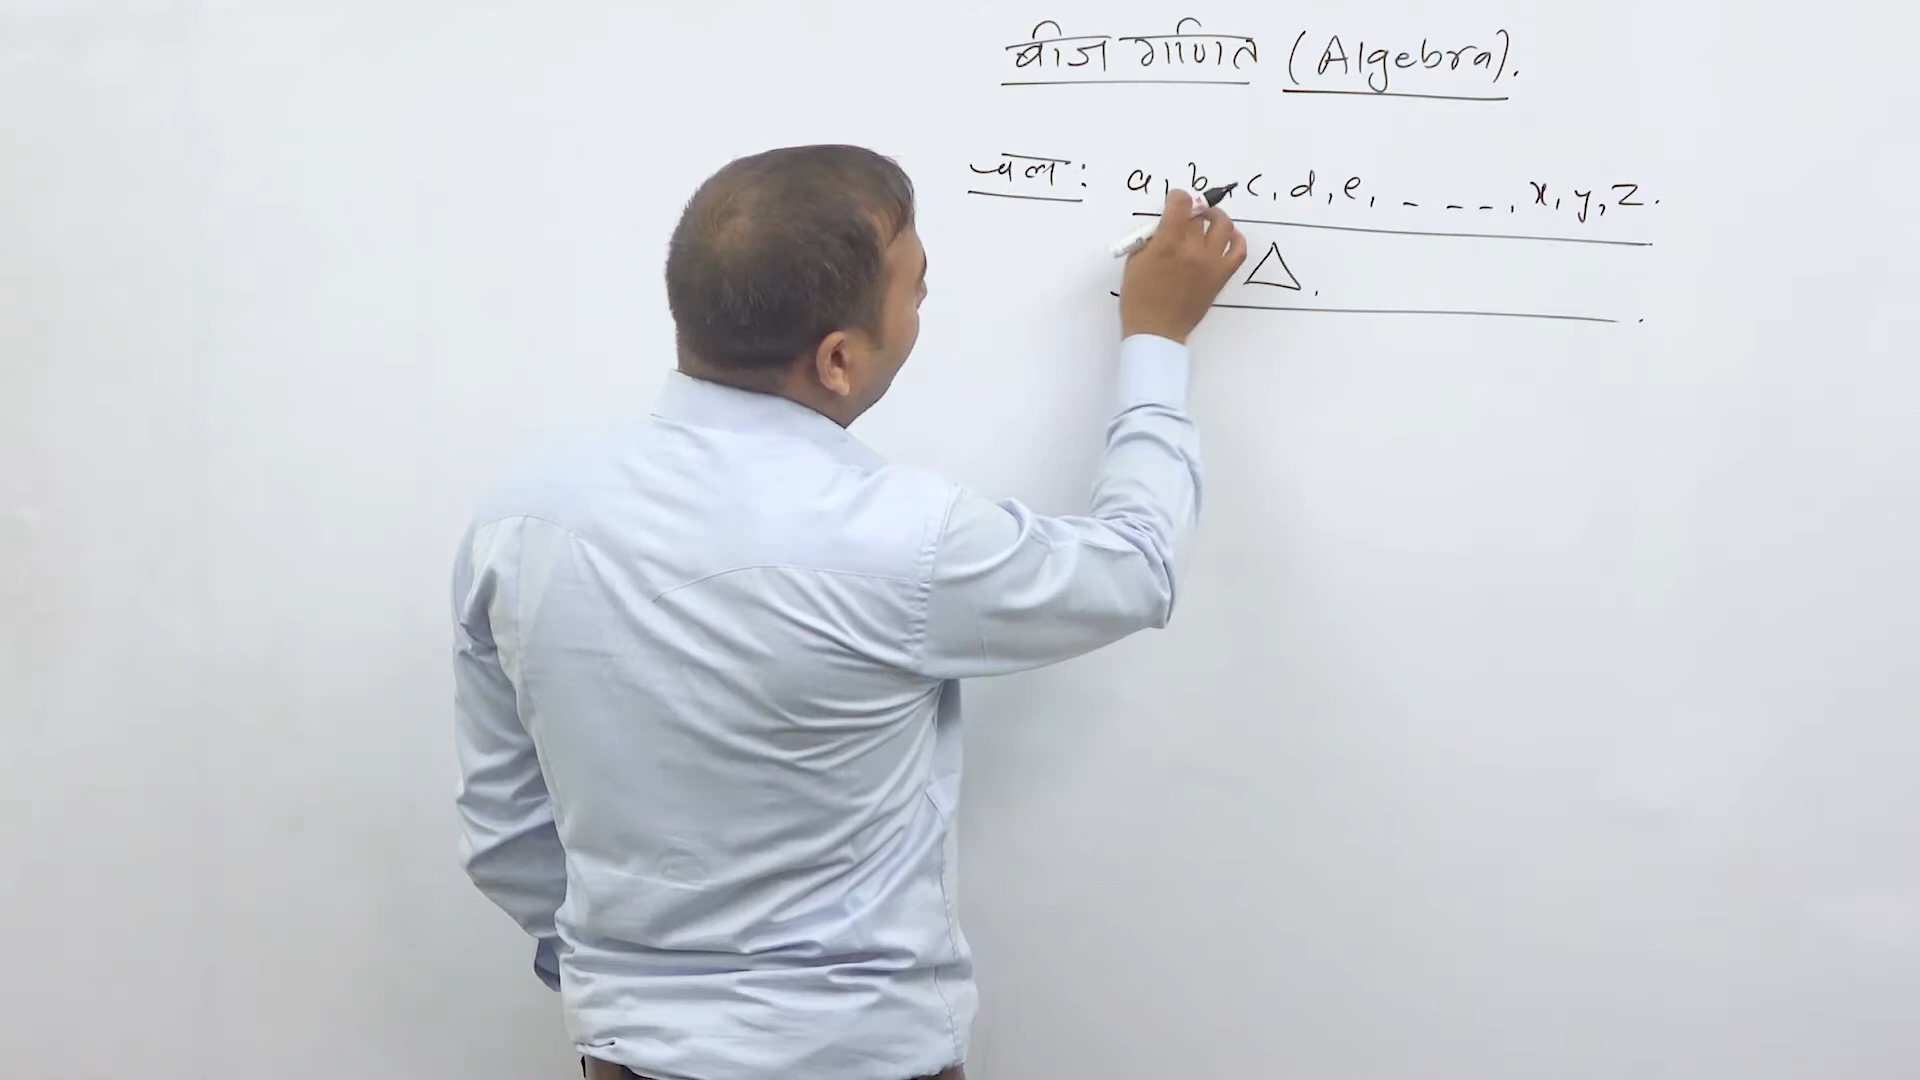 बीज गणित (Algebra).
चल: a, b, c, d, e, - - - -, x, y, z.